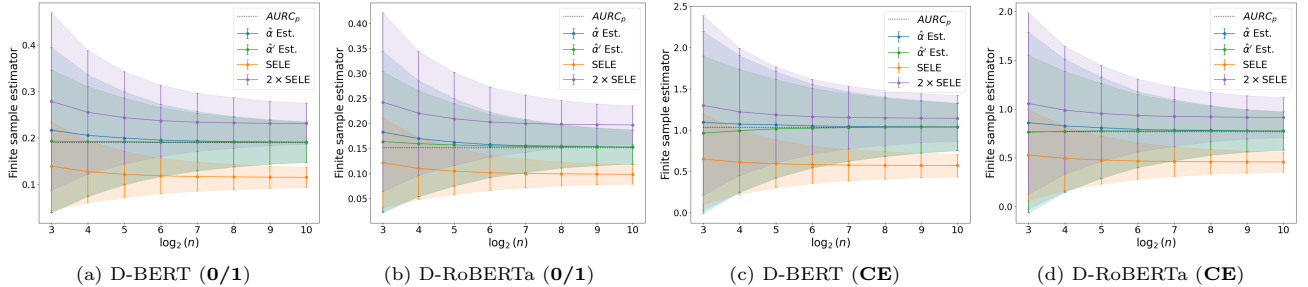 Finite sample estimator
0.4
0.3
0.2
0.1
3 4 5 6 7 8 9 10
log₂(n)
AURCₚ
α̂ Est.
α̂′ Est.
SELE
2 × SELE
(a) D-BERT (0/1)
Finite sample estimator
0.40
0.35
0.30
0.25
0.20
0.15
0.10
0.05
3 4 5 6 7 8 9 10
log₂(n)
AURCₚ
α̂ Est.
α̂′ Est.
SELE
2 × SELE
(b) D-RoBERTa (0/1)
Finite sample estimator
2.5
2.0
1.5
1.0
0.5
0.0
3 4 5 6 7 8 9 10
log₂(n)
AURCₚ
α̂ Est.
α̂′ Est.
SELE
2 × SELE
(c) D-BERT (CE)
Finite sample estimator
2.0
1.5
1.0
0.5
0.0
3 4 5 6 7 8 9 10
log₂(n)
AURCₚ
α̂ Est.
α̂′ Est.
SELE
2 × SELE
(d) D-RoBERTa (CE)